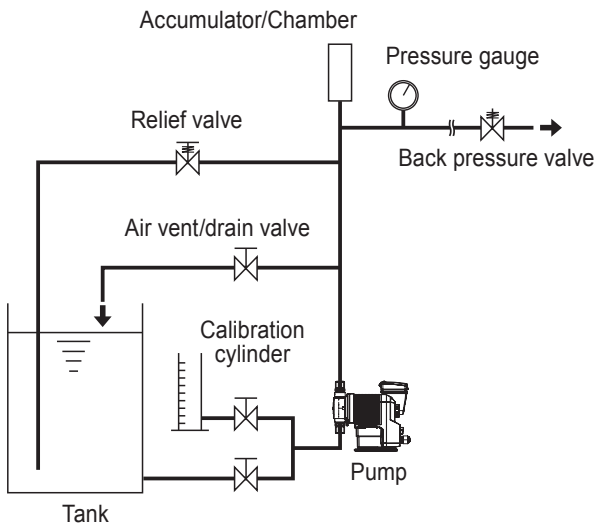 Accumulator/Chamber
Pressure gauge
Relief valve
Back pressure valve
Air vent/drain valve
Calibration
cylinder
Pump
Tank